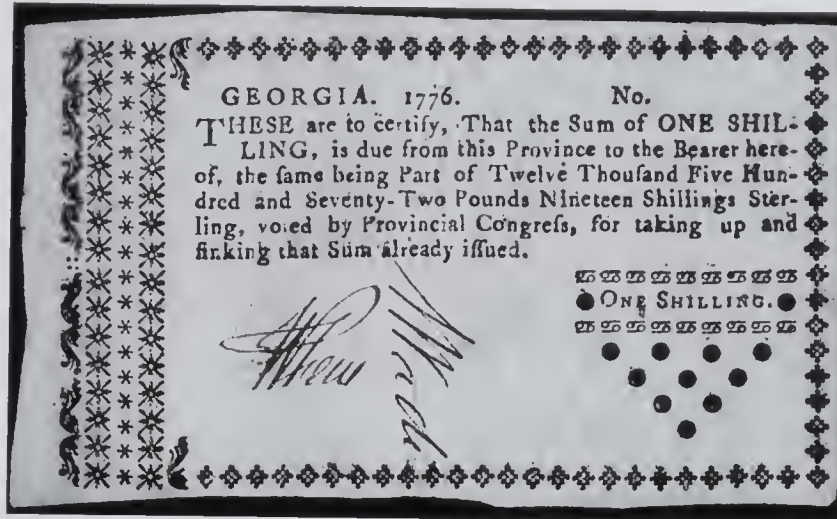 GEORGIA. 1776. No.
THESE are to certify, That the Sum of ONE SHIL-
LING, is due from this Province to the Bearer here-
of, the ſame being Part of Twelve Thouſand Five Hun-
dred and Seventy-Two Pounds Nineteen Shillings Ster-
ling, voted by Provincial Congreſs, for taking up and
ſinking that Sum already iſſued.
ONE SHILLING.
Wade